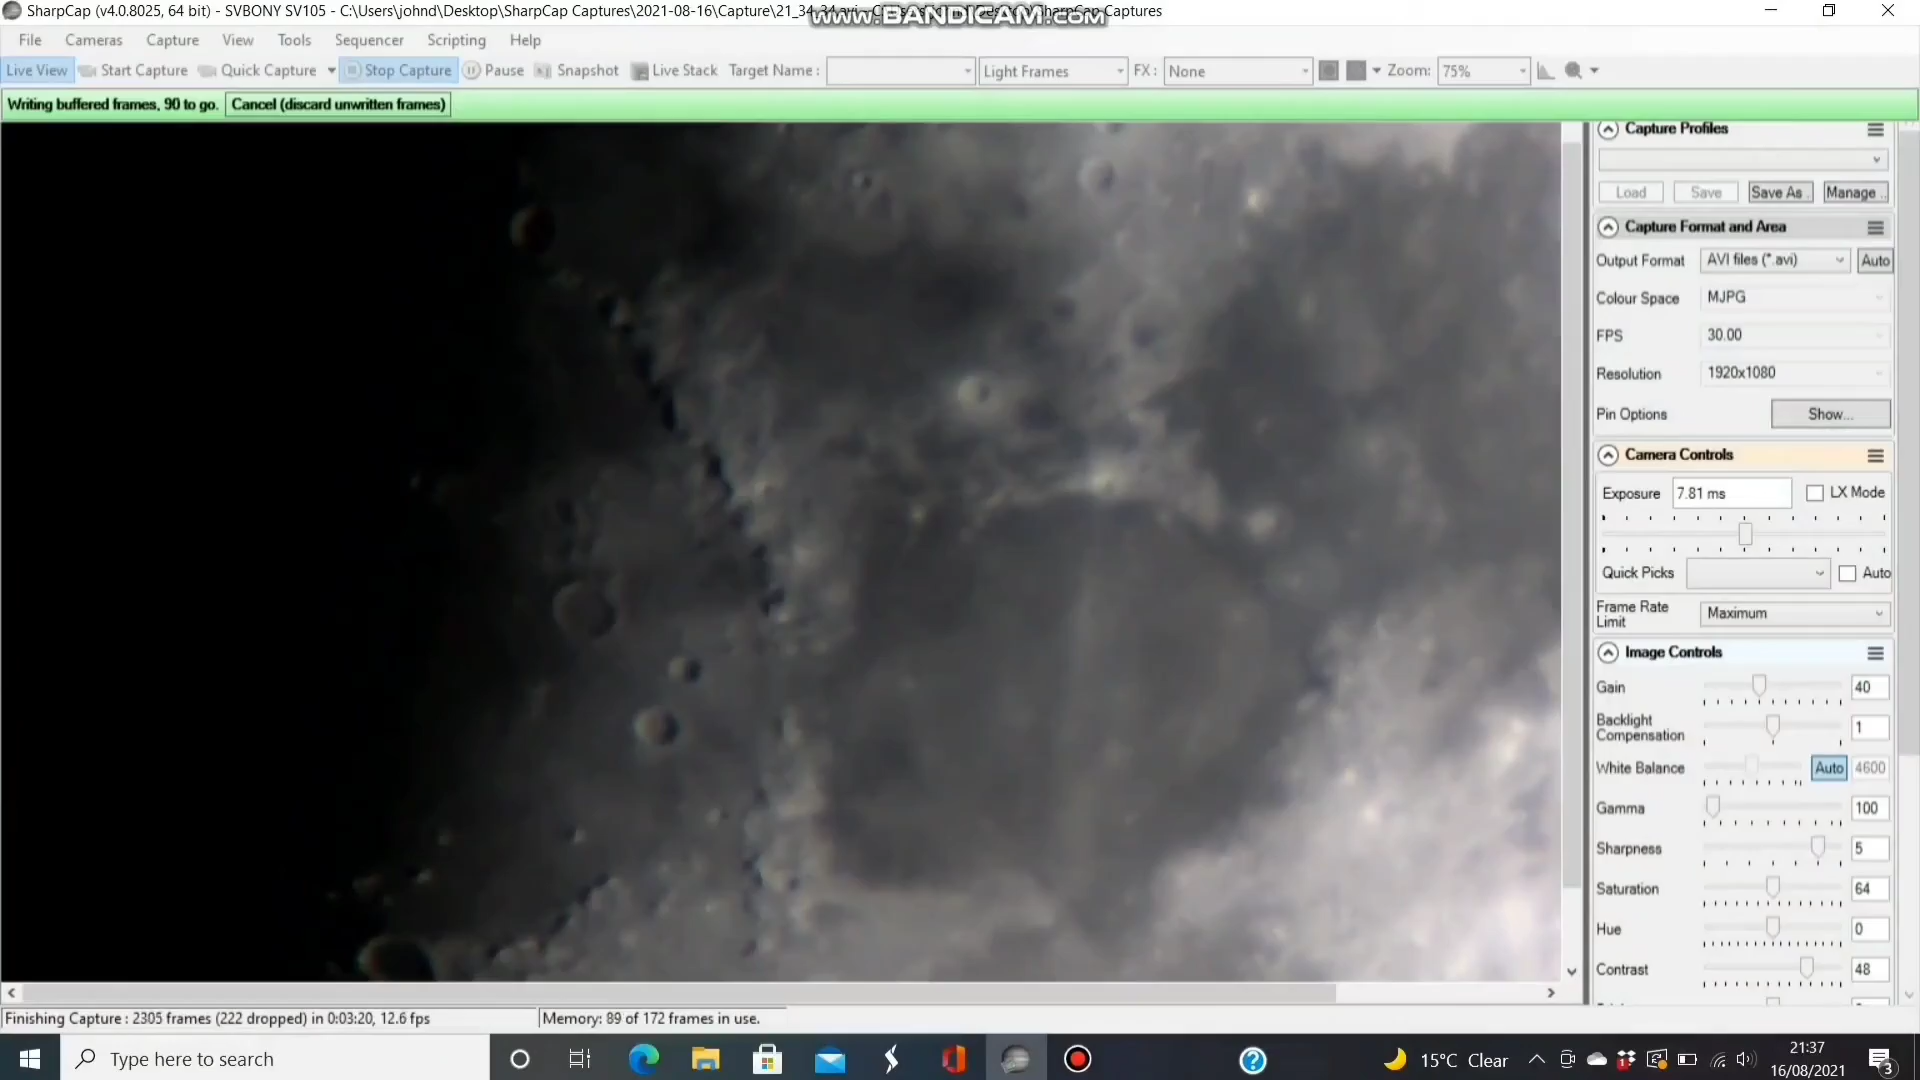 SharpCap (v4.0.8025, 64 bit) - SVBONY SV105 - C:\Users\johnd\Desktop\SharpCap Captures\2021-08-16\Capture\21_34_34.avi - C:\Users\johnd\Desktop\SharpCap Captures
www.BANDICAM.com
File Cameras Capture View Tools Sequencer Scripting Help
Live View Start Capture Quick Capture Stop Capture Pause Snapshot Live Stack Target Name : Light Frames FX : None Zoom: 75%
Writing buffered frames, 90 to go. Cancel (discard unwritten frames)
Capture Profiles
Load Save Save As Manage ..
Capture Format and Area
Output Format AVI files (*.avi) Auto
Colour Space MJPG
FPS 30.00
Resolution 1920x1080
Pin Options Show...
Camera Controls
Exposure 7.81 ms LX Mode
Quick Picks Auto
Frame Rate Limit Maximum
Image Controls
Gain 40
Backlight Compensation 1
White Balance Auto 4600
Gamma 100
Sharpness 5
Saturation 64
Hue 0
Contrast 48
Finishing Capture : 2305 frames (222 dropped) in 0:03:20, 12.6 fps Memory: 89 of 172 frames in use.
Type here to search 15°C Clear 21:37
16/08/2021 3